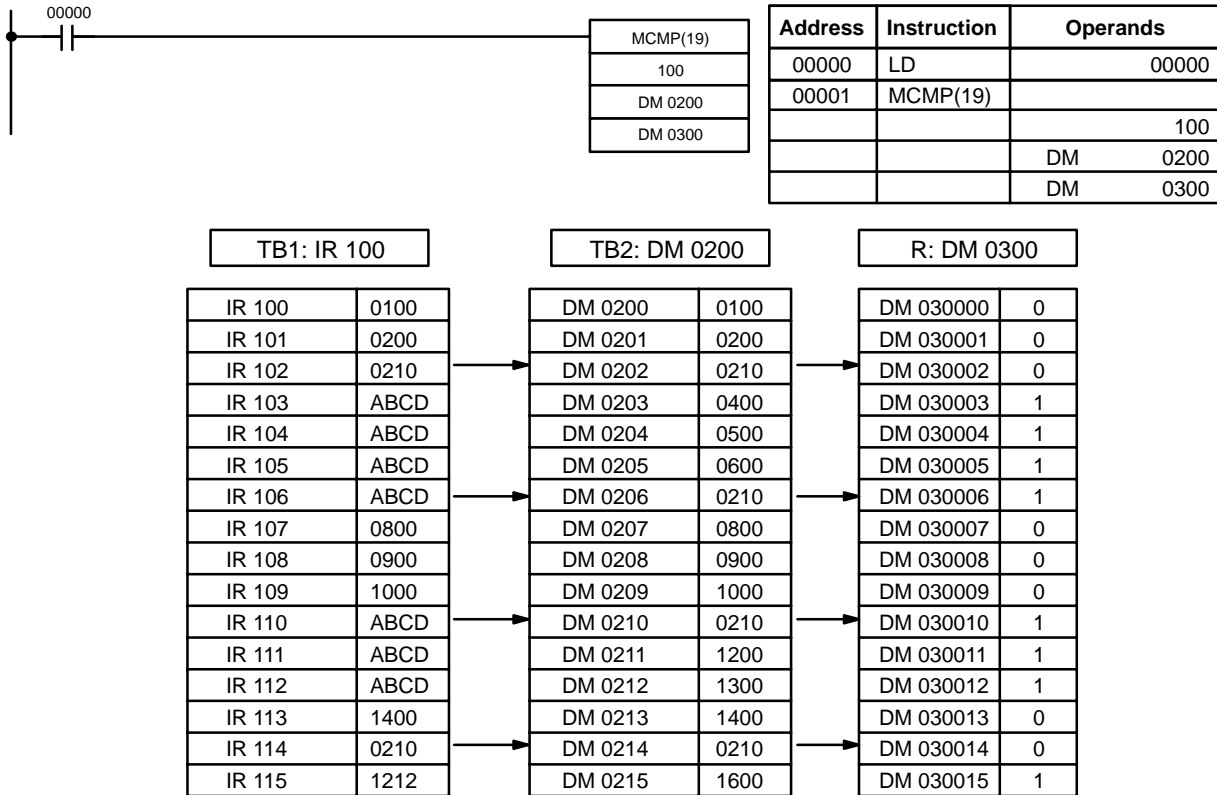 00000
MCMP(19)
100
DM 0200
DM 0300
Address Instruction Operands
00000 LD 00000
00001 MCMP(19)
100
DM 0200
DM 0300
TB1: IR 100 TB2: DM 0200 R: DM 0300
IR 100 0100 DM 0200 0100 DM 030000 0
IR 101 0200 DM 0201 0200 DM 030001 0
IR 102 0210 DM 0202 0210 DM 030002 0
IR 103 ABCD DM 0203 0400 DM 030003 1
IR 104 ABCD DM 0204 0500 DM 030004 1
IR 105 ABCD DM 0205 0600 DM 030005 1
IR 106 ABCD DM 0206 0210 DM 030006 1
IR 107 0800 DM 0207 0800 DM 030007 0
IR 108 0900 DM 0208 0900 DM 030008 0
IR 109 1000 DM 0209 1000 DM 030009 0
IR 110 ABCD DM 0210 0210 DM 030010 1
IR 111 ABCD DM 0211 1200 DM 030011 1
IR 112 ABCD DM 0212 1300 DM 030012 1
IR 113 1400 DM 0213 1400 DM 030013 0
IR 114 0210 DM 0214 0210 DM 030014 0
IR 115 1212 DM 0215 1600 DM 030015 1